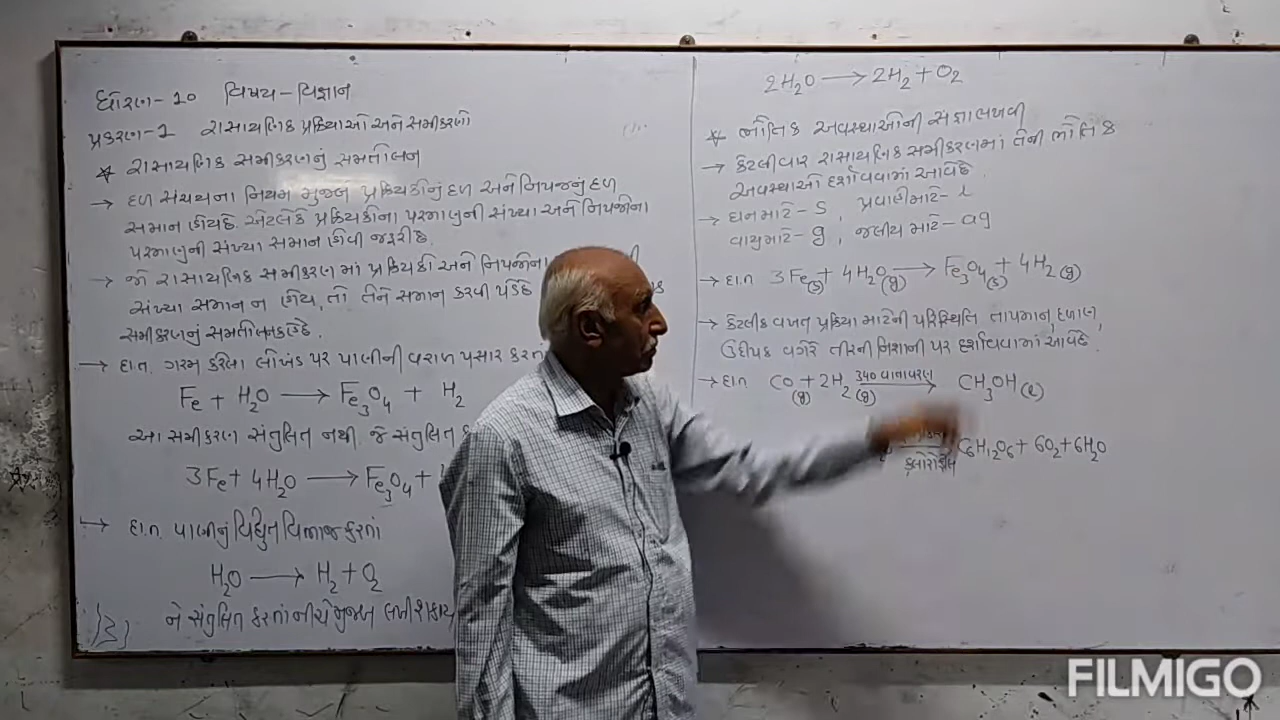 ધોરણ-10 વિષય-વિજ્ઞાન
પ્રકરણ-1 રાસાયણિક પ્રક્રિયાઓ અને સમીકરણો
* રાસાયણિક સમીકરણનું સમતોલન
→ દળ સંચયના નિયમ મુજબ પ્રક્રિયકોનું દળ અને નિપજનું દળ
સમાન હોય છે. એટલે કે પ્રક્રિયકોના પરમાણુની સંખ્યા અને નિપજોના
પરમાણુની સંખ્યા સમાન હોવી જરૂરી છે.
→ જો રાસાયણિક સમીકરણમાં પ્રક્રિયકો અને નિપજોના
સંખ્યા સમાન ન હોય, તો તેને સમાન કરવી પડે છે
સમીકરણનું સમતોલન કહે છે.
→ દા.ત. ગરમ કરેલા લોખંડ પર પાણીની વરાળ પસાર કરતા
Fe + H₂O → Fe₃O₄ + H₂
આ સમીકરણ સંતુલિત નથી, જે સંતુલિત
3Fe + 4H₂O → Fe₃O₄ +
→ દા.ત. પાણીનું વિદ્યુત વિભાજન કરતાં
H₂O → H₂ + O₂
ને સંતુલિત કરતાં નીચે મુજબ લખી શકાય
2H₂O → 2H₂ + O₂
* ભૌતિક અવસ્થાઓની સંજ્ઞા લખવી
→ કેટલીવાર રાસાયણિક સમીકરણમાં તેની ભૌતિક
અવસ્થાઓ દર્શાવવામાં આવે છે.
→ ઘન માટે - s , પ્રવાહી માટે - l
વાયુ માટે - g , જલીય માટે - aq
→ દા.ત 3Fe(s) + 4H₂O(g) → Fe₃O₄(s) + 4H₂(g)
→ કેટલીક વખત પ્રક્રિયા માટેની પરિસ્થિતિ તાપમાન, દબાણ,
ઉદ્દીપક વગેરે તીરની નિશાની પર દર્શાવવામાં આવે છે.
→ દા.ત CO(g) + 2H₂(g) 340 વાતાવરણ → CH₃OH(l)
C₆H₁₂O₆ + 6O₂ + 6H₂O
FILMIGO